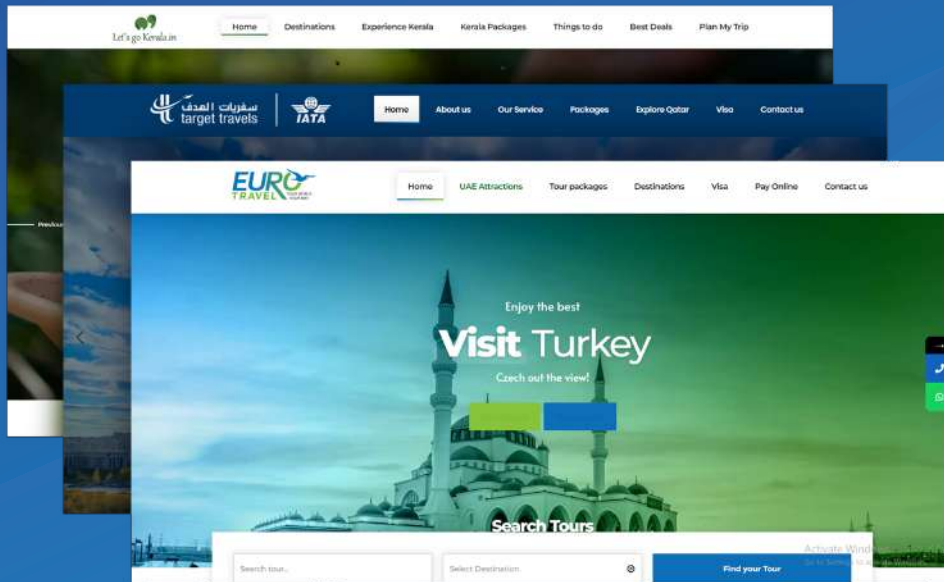 Let's go Kerala.in
Home Destinations Experience Kerala Kerala Packages Things to do Best Deals Plan My Trip
سفريات الهدف
target travels
IATA
Home About us Our Service Packages Explore Qatar Visa Contact us
EURO
TRAVEL
Home UAE Attractions Tour packages Destinations Visa Pay Online Contact us
Previous
Enjoy the best
Visit Turkey
Czech out the view!
Search Tours
Search tour..
Select Destination
Find your Tour